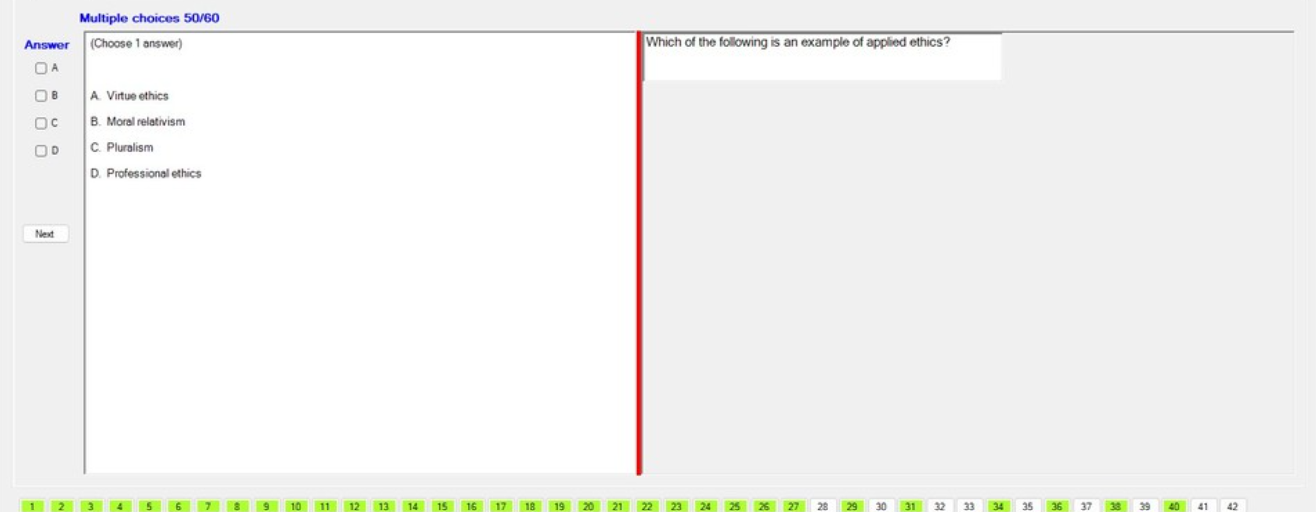 Multiple choices 50/60
Answer
(Choose 1 answer)
A
B
C
D
A. Virtue ethics
B. Moral relativism
C. Pluralism
D. Professional ethics
Next
Which of the following is an example of applied ethics?
1 2 3 4 5 6 7 8 9 10 11 12 13 14 15 16 17 18 19 20 21 22 23 24 25 26 27 28 29 30 31 32 33 34 35 36 37 38 39 40 41 42